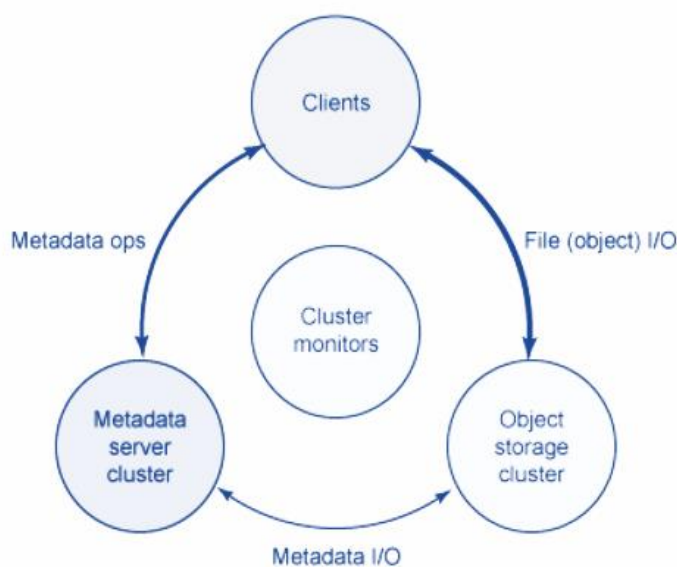 Clients
Metadata ops
File (object) I/O
Cluster
monitors
Metadata
server
cluster
Object
storage
cluster
Metadata I/O